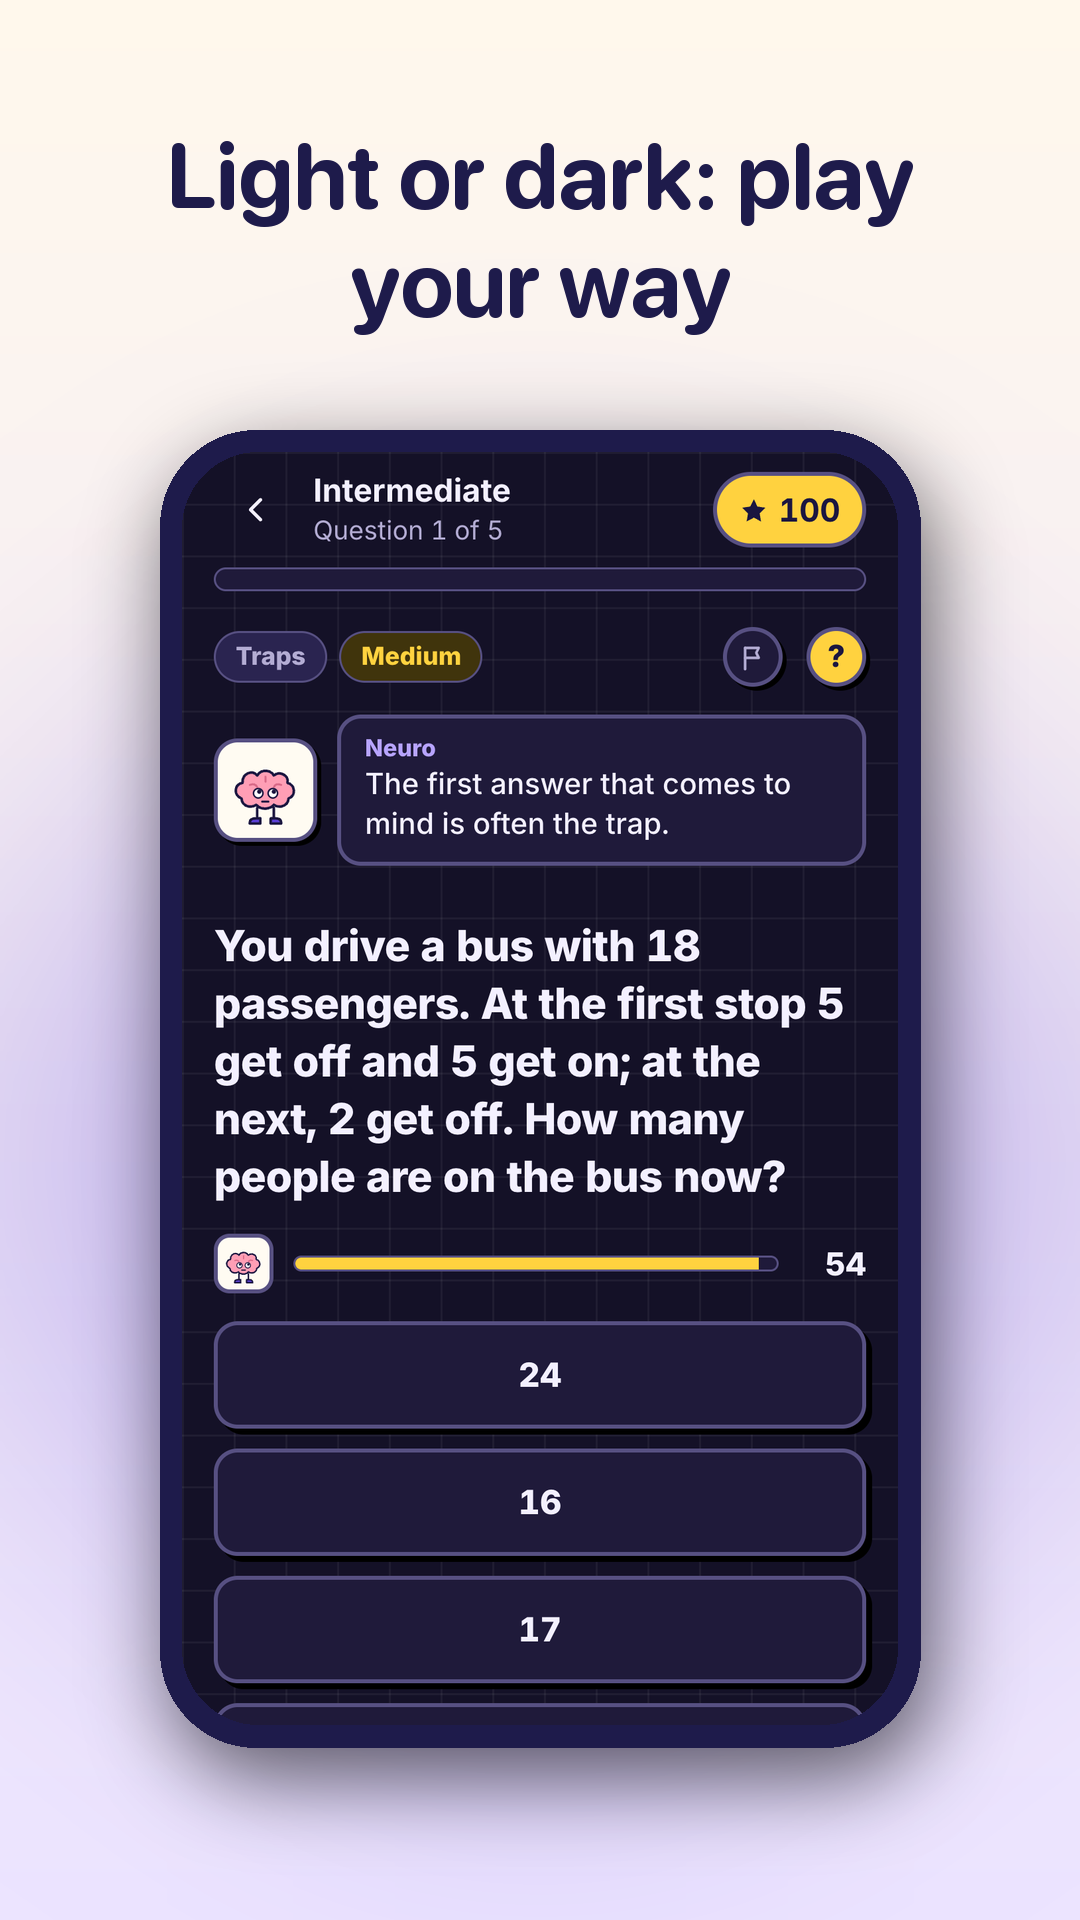 Light or dark: play
your way
Intermediate
Question 1 of 5
★ 100
Traps
Medium
?
Neuro
The first answer that comes to
mind is often the trap.
You drive a bus with 18
passengers. At the first stop 5
get off and 5 get on; at the
next, 2 get off. How many
people are on the bus now?
54
24
16
17